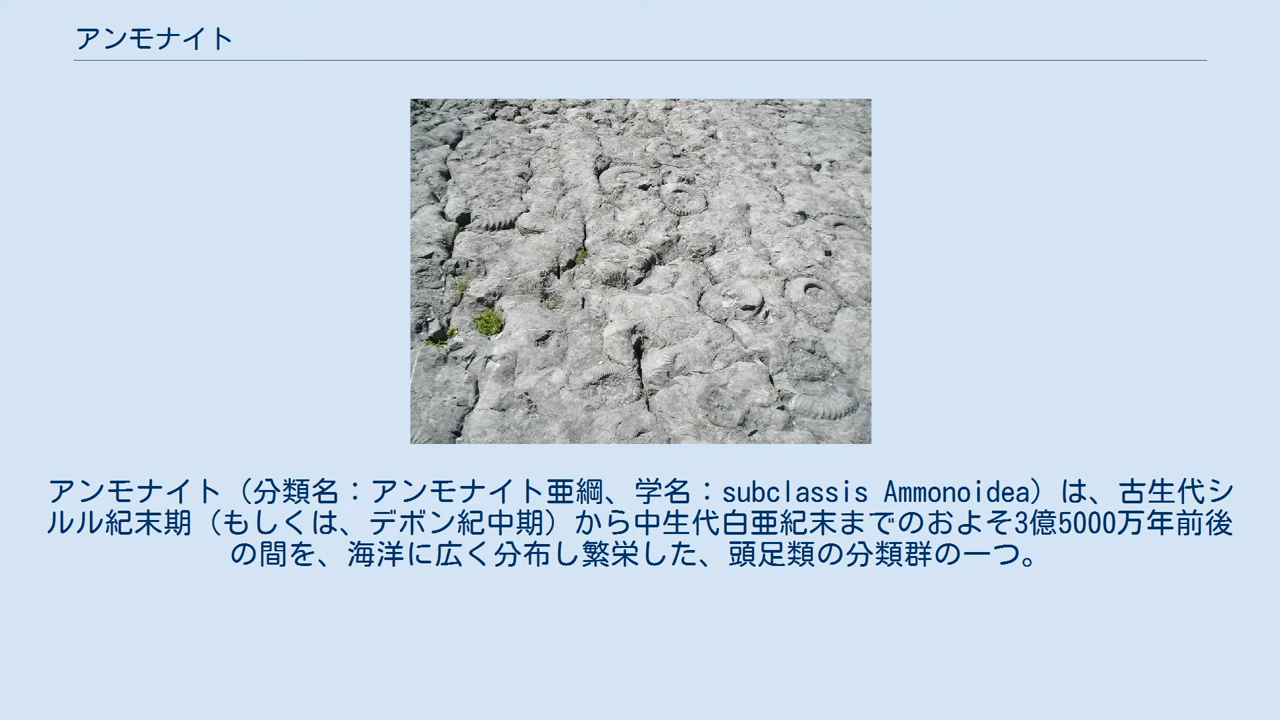 アンモナイト
アンモナイト（分類名：アンモナイト亜綱、学名：subclassis Ammonoidea）は、古生代シ
ルル紀末期（もしくは、デボン紀中期）から中生代白亜紀末までのおよそ3億5000万年前後
の間を、海洋に広く分布し繁栄した、頭足類の分類群の一つ。